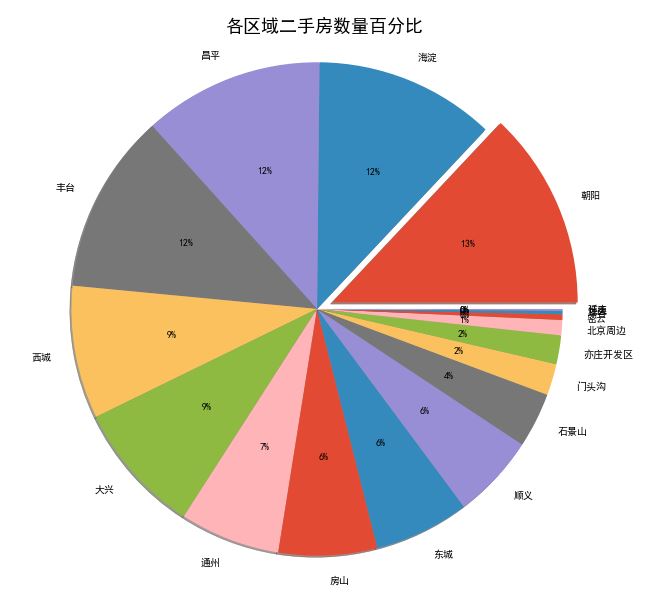 各区域二手房数量百分比
昌平
海淀
丰台
朝阳
12%
12%
12%
13%
西城
9%
9%
7%
6%
6%
6%
4%
2%
2%
1%
0%
密云
北京周边
亦庄开发区
门头沟
石景山
顺义
大兴
通州
房山
东城